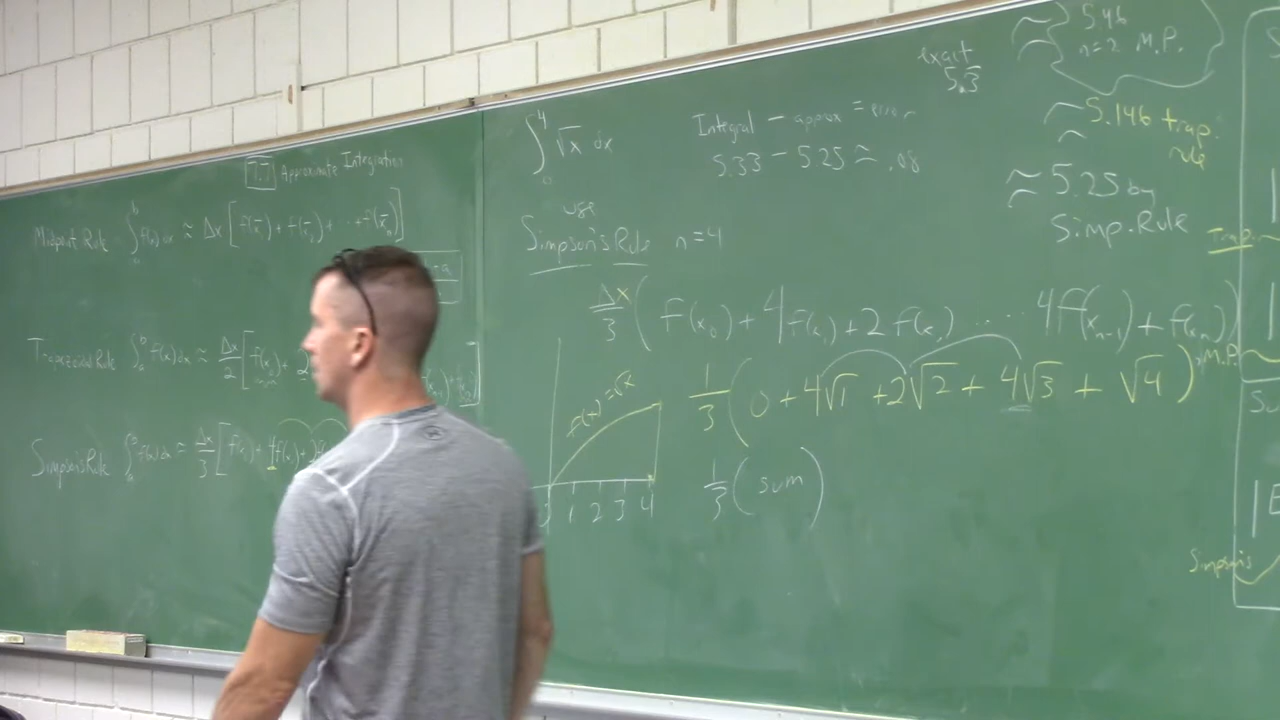 7.7 Approximate Integration
Midpoint Rule ∫ₐᵇ f(x) dx ≈ Δx [f(x̄₁) + f(x̄₂) + ... + f(x̄ₙ)]
Trapezoidal Rule ∫ₐᵇ f(x) dx ≈ Δx/2 [f(x₀) + 2
Simpson's Rule ∫ₐᵇ f(x) dx ≈ Δx/3 [f(x₀) + 4f(x₁) +
∫₀⁴ √x dx
Integral - approx = error
5.33 - 5.25 ≈ .08
use
Simpson's Rule n=4
Δx/3 ( f(x₀) + 4f(x₁) + 2f(x₂) ..... 4f(xₙ₋₁) + f(xₙ) )
1/3 ( 0 + 4√1 + 2√2 + 4√3 + √4 )
1/3 ( sum )
f(x) = √x
0 1 2 3 4
exact
5.3
≈ 5.46
n=2 M.P.
≈ 5.146 trap.
rule
≈ 5.25 by
Simp. Rule
Trap.
M.P.
Simpson's